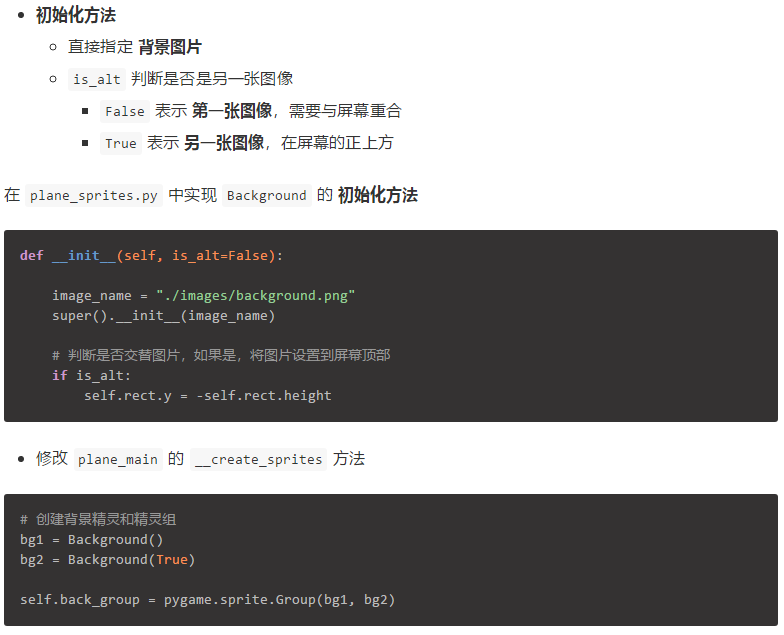 初始化方法
直接指定 背景图片
is_alt 判断是否是另一张图像
False 表示 第一张图像，需要与屏幕重合
True 表示 另一张图像，在屏幕的正上方
在 plane_sprites.py 中实现 Background 的 初始化方法
def __init__(self, is_alt=False):
image_name = "./images/background.png"
super().__init__(image_name)
# 判断是否交替图片，如果是，将图片设置到屏幕顶部
if is_alt:
self.rect.y = -self.rect.height
修改 plane_main 的 __create_sprites 方法
# 创建背景精灵和精灵组
bg1 = Background()
bg2 = Background(True)
self.back_group = pygame.sprite.Group(bg1, bg2)